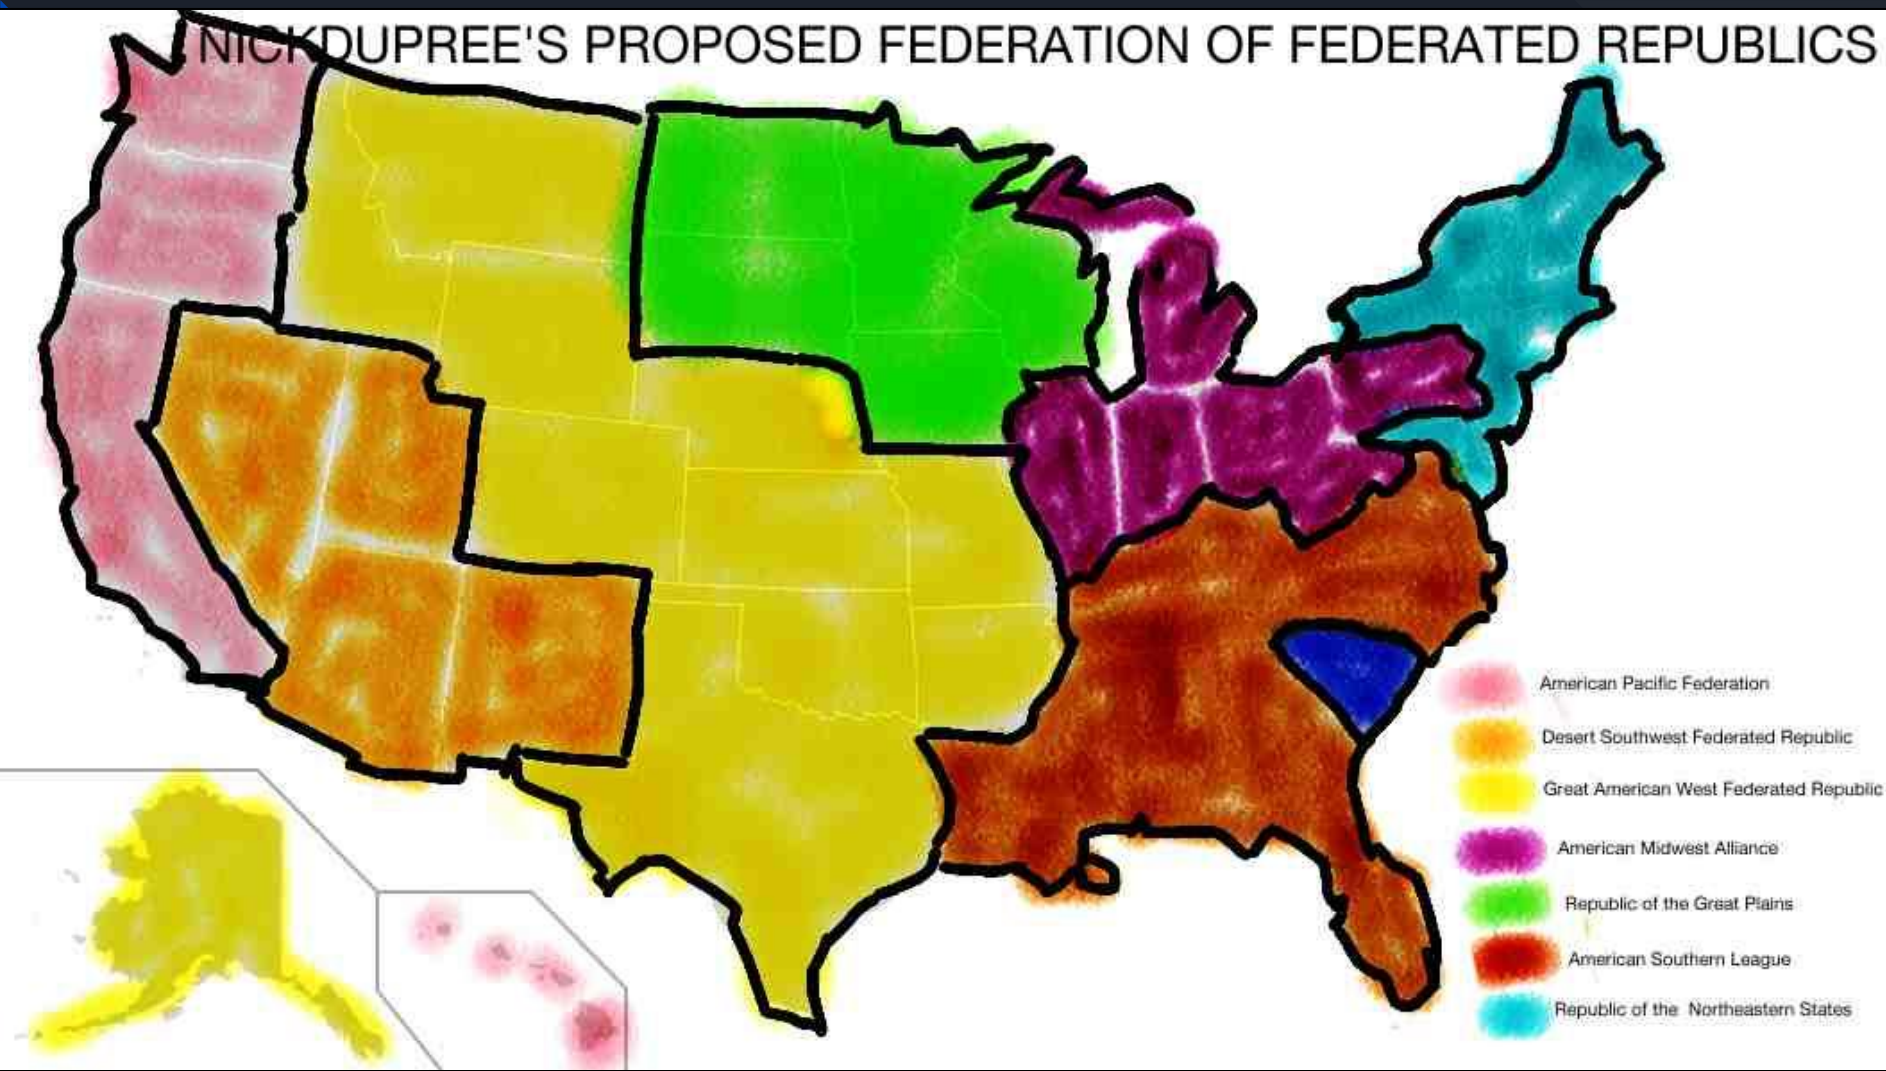 NICKDUPREE'S PROPOSED FEDERATION OF FEDERATED REPUBLICS
American Pacific Federation
Desert Southwest Federated Republic
Great American West Federated Republic
American Midwest Alliance
Republic of the Great Plains
American Southern League
Republic of the Northeastern States